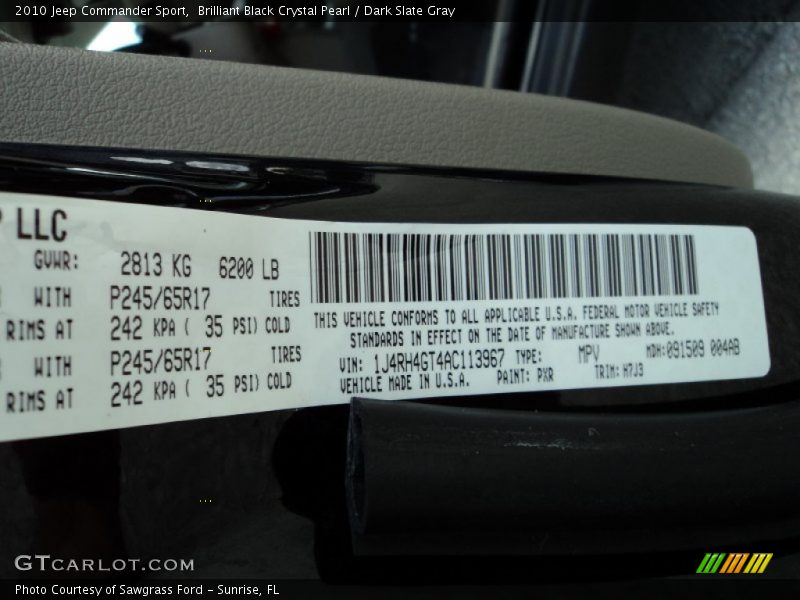 2010 Jeep Commander Sport,  Brilliant Black Crystal Pearl / Dark Slate Gray
LLC
GVWR: 2813 KG 6200 LB
WITH P245/65R17 TIRES
RIMS AT 242 KPA ( 35 PSI) COLD
WITH P245/65R17 TIRES
RIMS AT 242 KPA ( 35 PSI) COLD
THIS VEHICLE CONFORMS TO ALL APPLICABLE U.S.A. FEDERAL MOTOR VEHICLE SAFETY
STANDARDS IN EFFECT ON THE DATE OF MANUFACTURE SHOWN ABOVE.
VIN: 1J4RH4GT4AC113967 TYPE: MPV MDH:091509 004AB
VEHICLE MADE IN U.S.A. PAINT: PXR TRIM: H7J3
GTCARLOT.COM
Photo Courtesy of Sawgrass Ford - Sunrise, FL